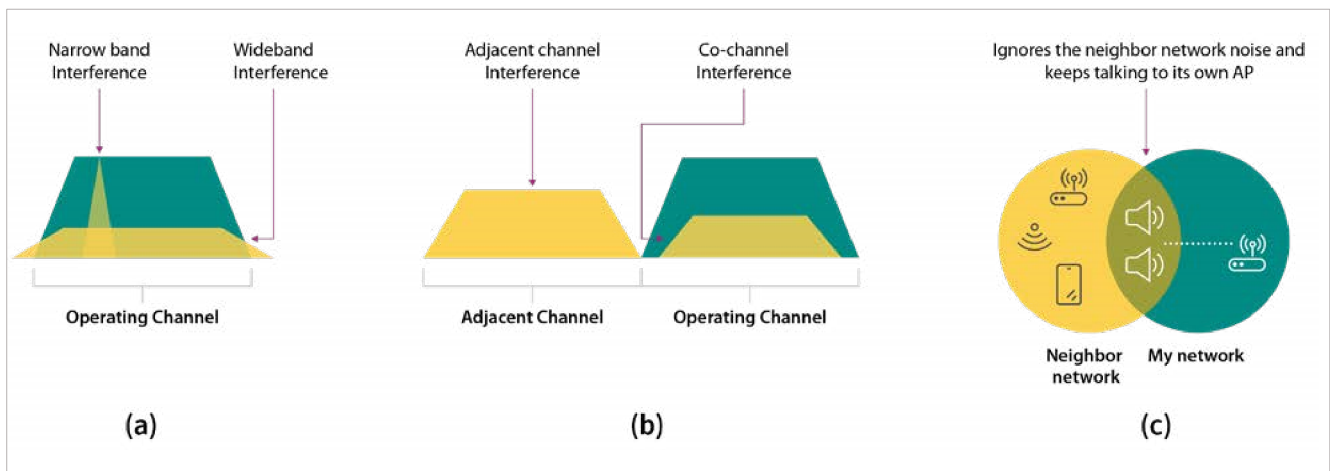 Narrow band
Interference
Wideband
Interference
Operating Channel
(a)
Adjacent channel
Interference
Co-channel
Interference
Adjacent Channel
Operating Channel
(b)
Ignores the neighbor network noise and
keeps talking to its own AP
Neighbor
network
My network
(c)